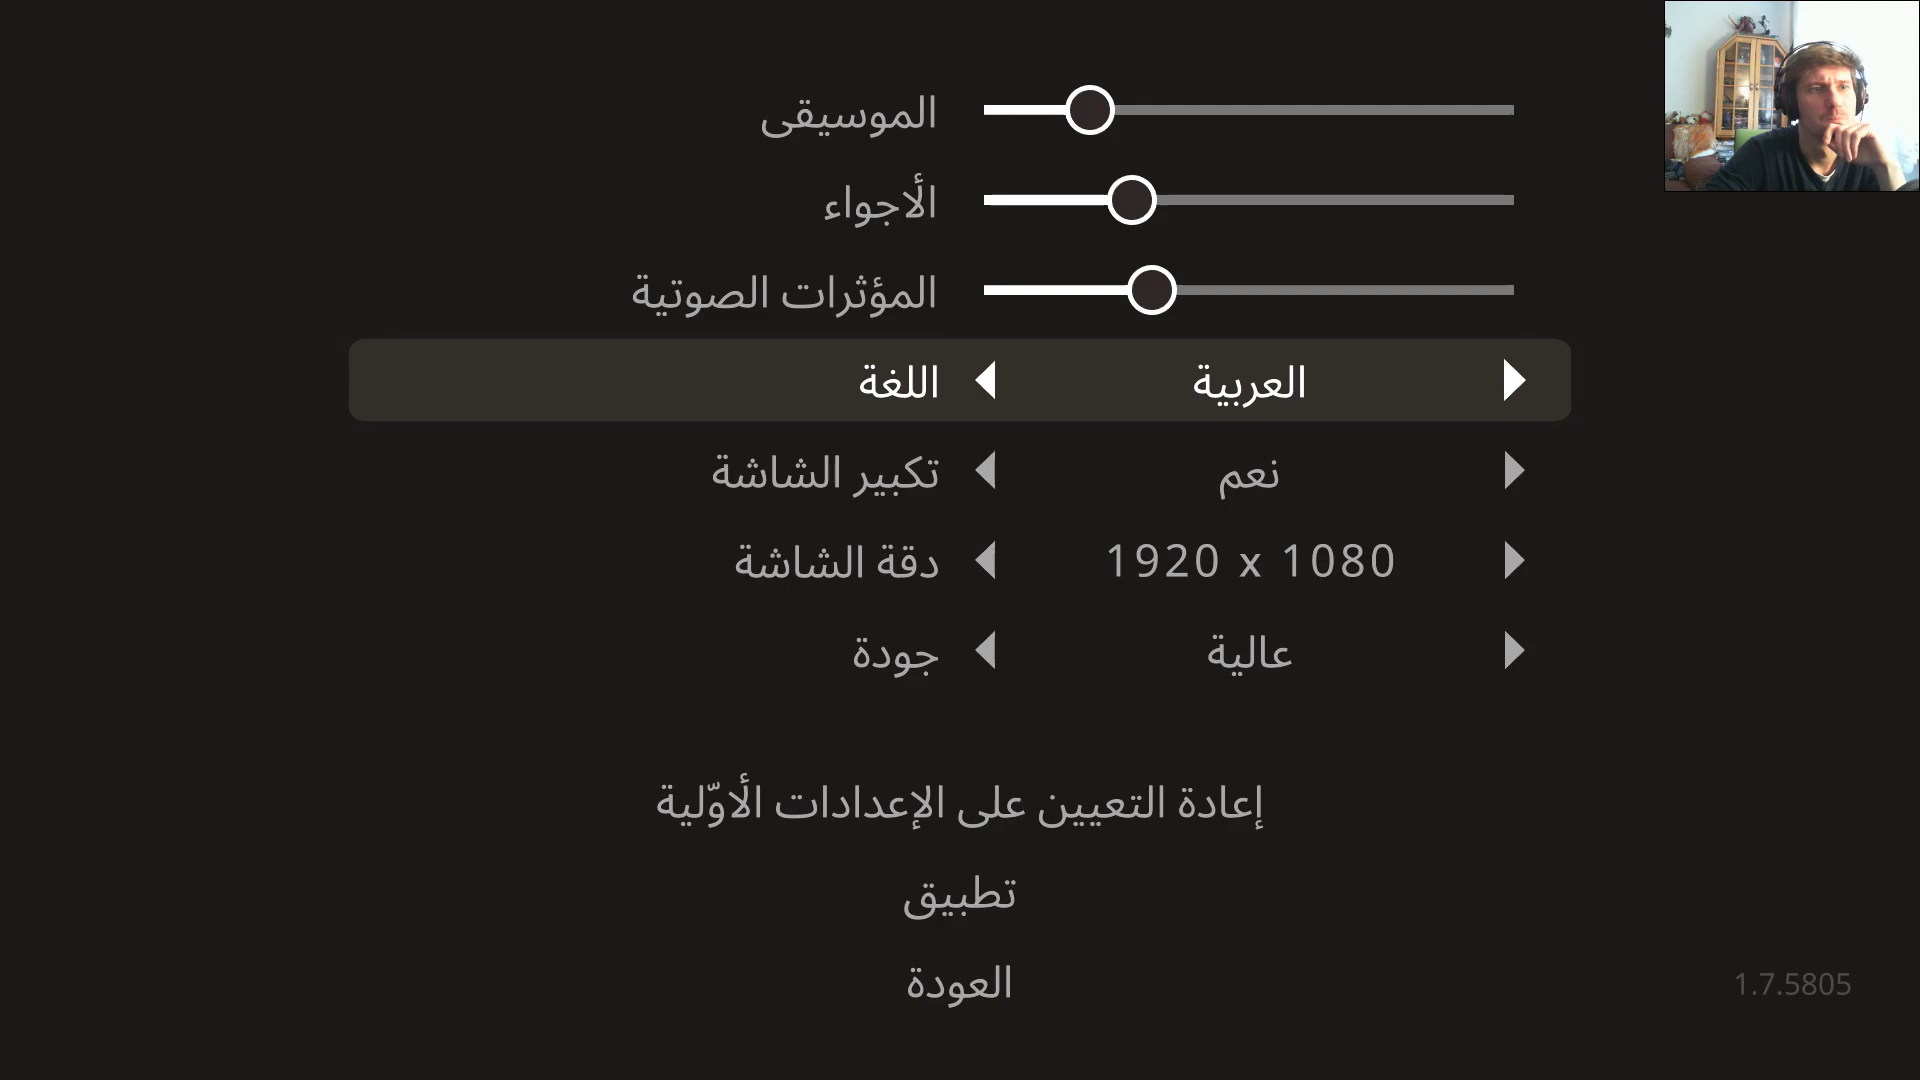 الموسيقى
الأجواء
المؤثرات الصوتية
اللغة العربية
تكبير الشاشة نعم
دقة الشاشة 1920 x 1080
جودة عالية
إعادة التعيين على الإعدادات الأوّلية
تطبيق
العودة
1.7.5805